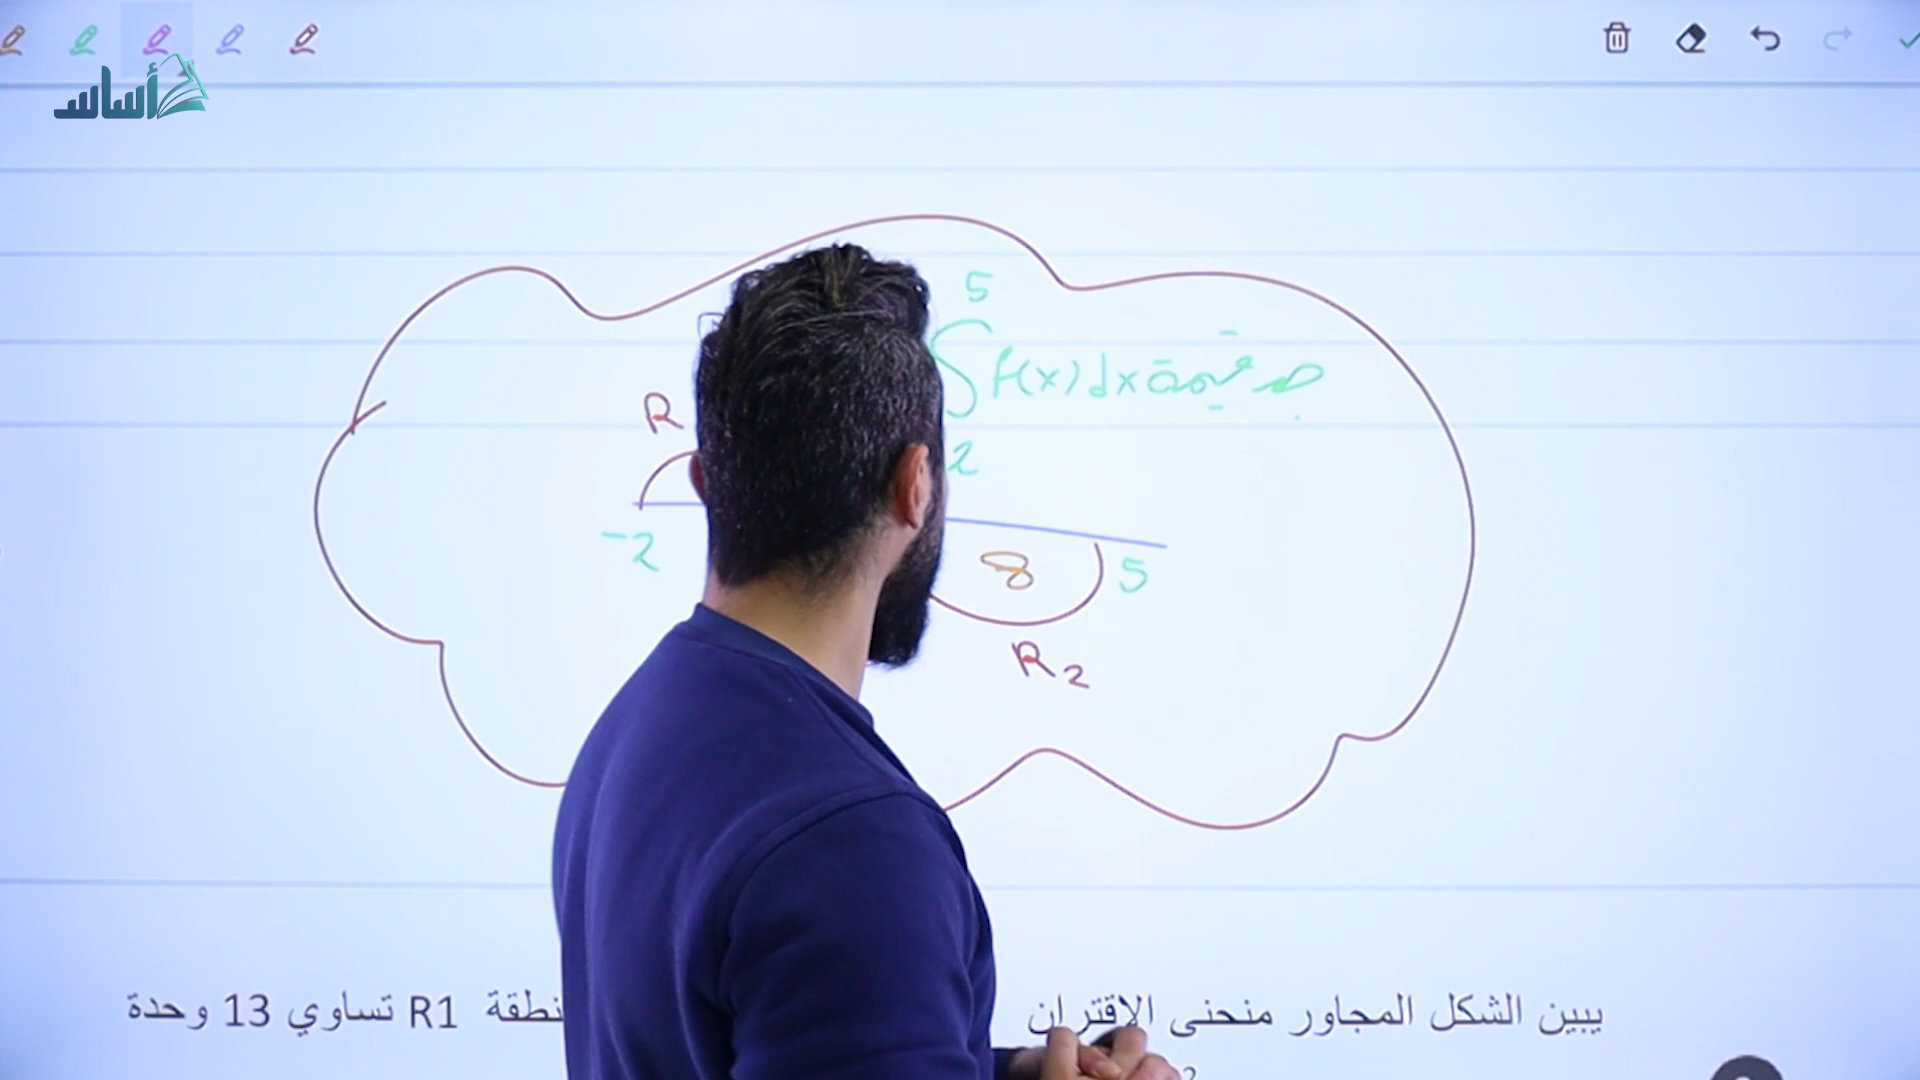 أساس
5
∫ f(x) dx قيمة
2
R
-2
8
5
R2
يبين الشكل المجاور منحنى الاقتران
نطقة R1 تساوي 13 وحدة
2